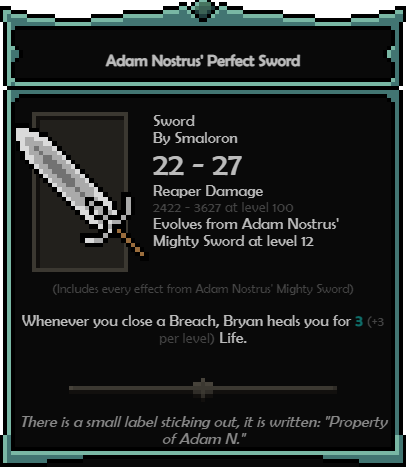 Adam Nostrus' Perfect Sword
Sword
By Smaloron
22 - 27
Reaper Damage
2422 - 3627 at level 100
Evolves from Adam Nostrus'
Mighty Sword at level 12
(Includes every effect from Adam Nostrus' Mighty Sword)
Whenever you close a Breach, Bryan heals you for 3 (+3
per level) Life.
There is a small label sticking out, it is written: "Property
of Adam N."